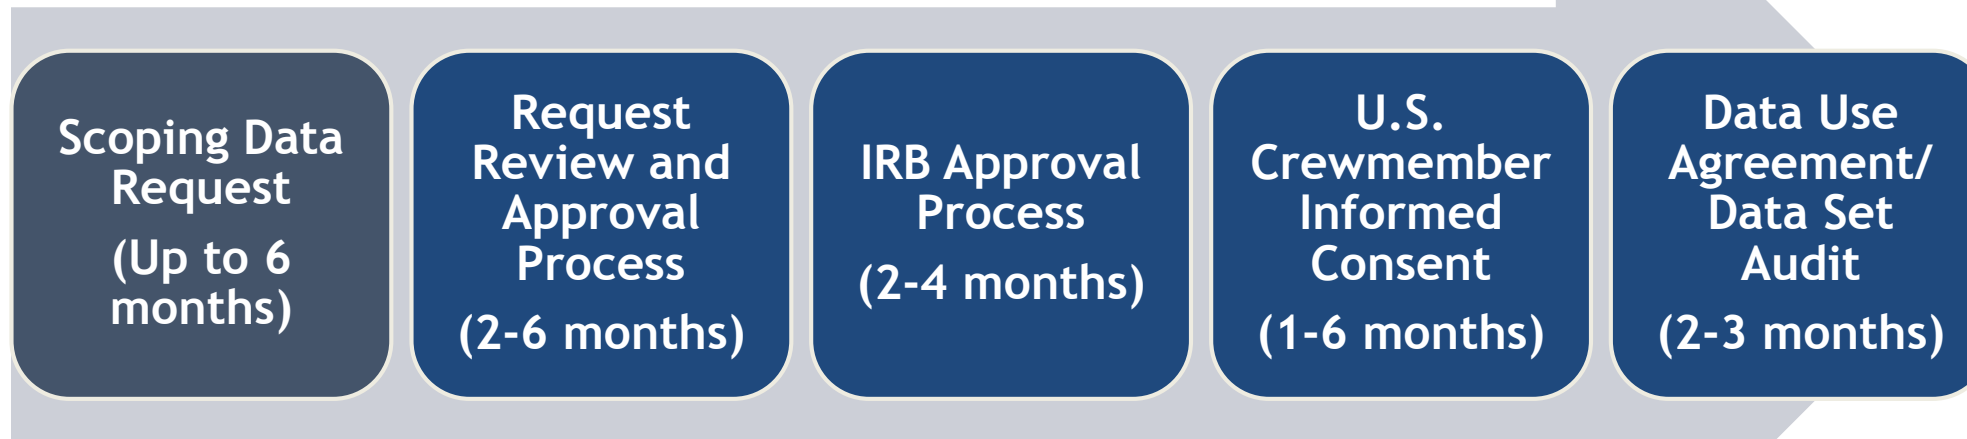 Scoping Data
Request
(Up to 6
months)
Request
Review and
Approval
Process
(2-6 months)
IRB Approval
Process
(2-4 months)
U.S.
Crewmember
Informed
Consent
(1-6 months)
Data Use
Agreement/
Data Set
Audit
(2-3 months)